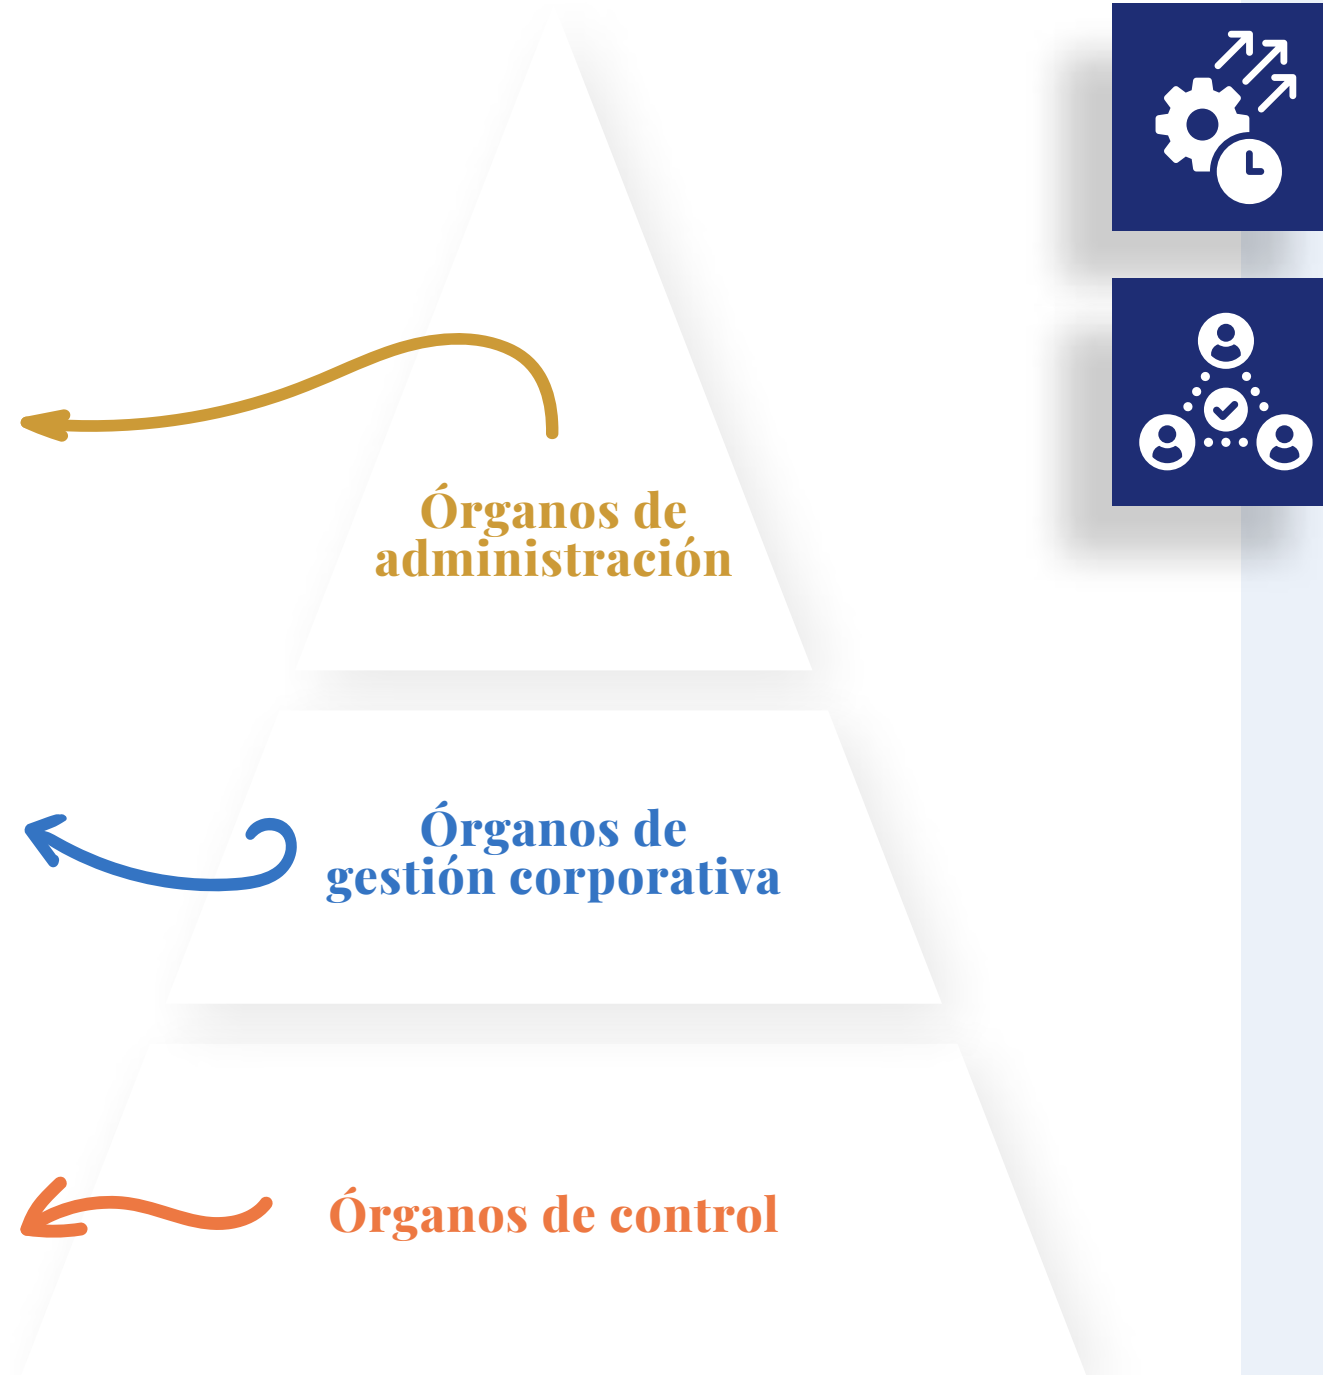 Órganos de
administración
Órganos de
gestión corporativa
Órganos de control